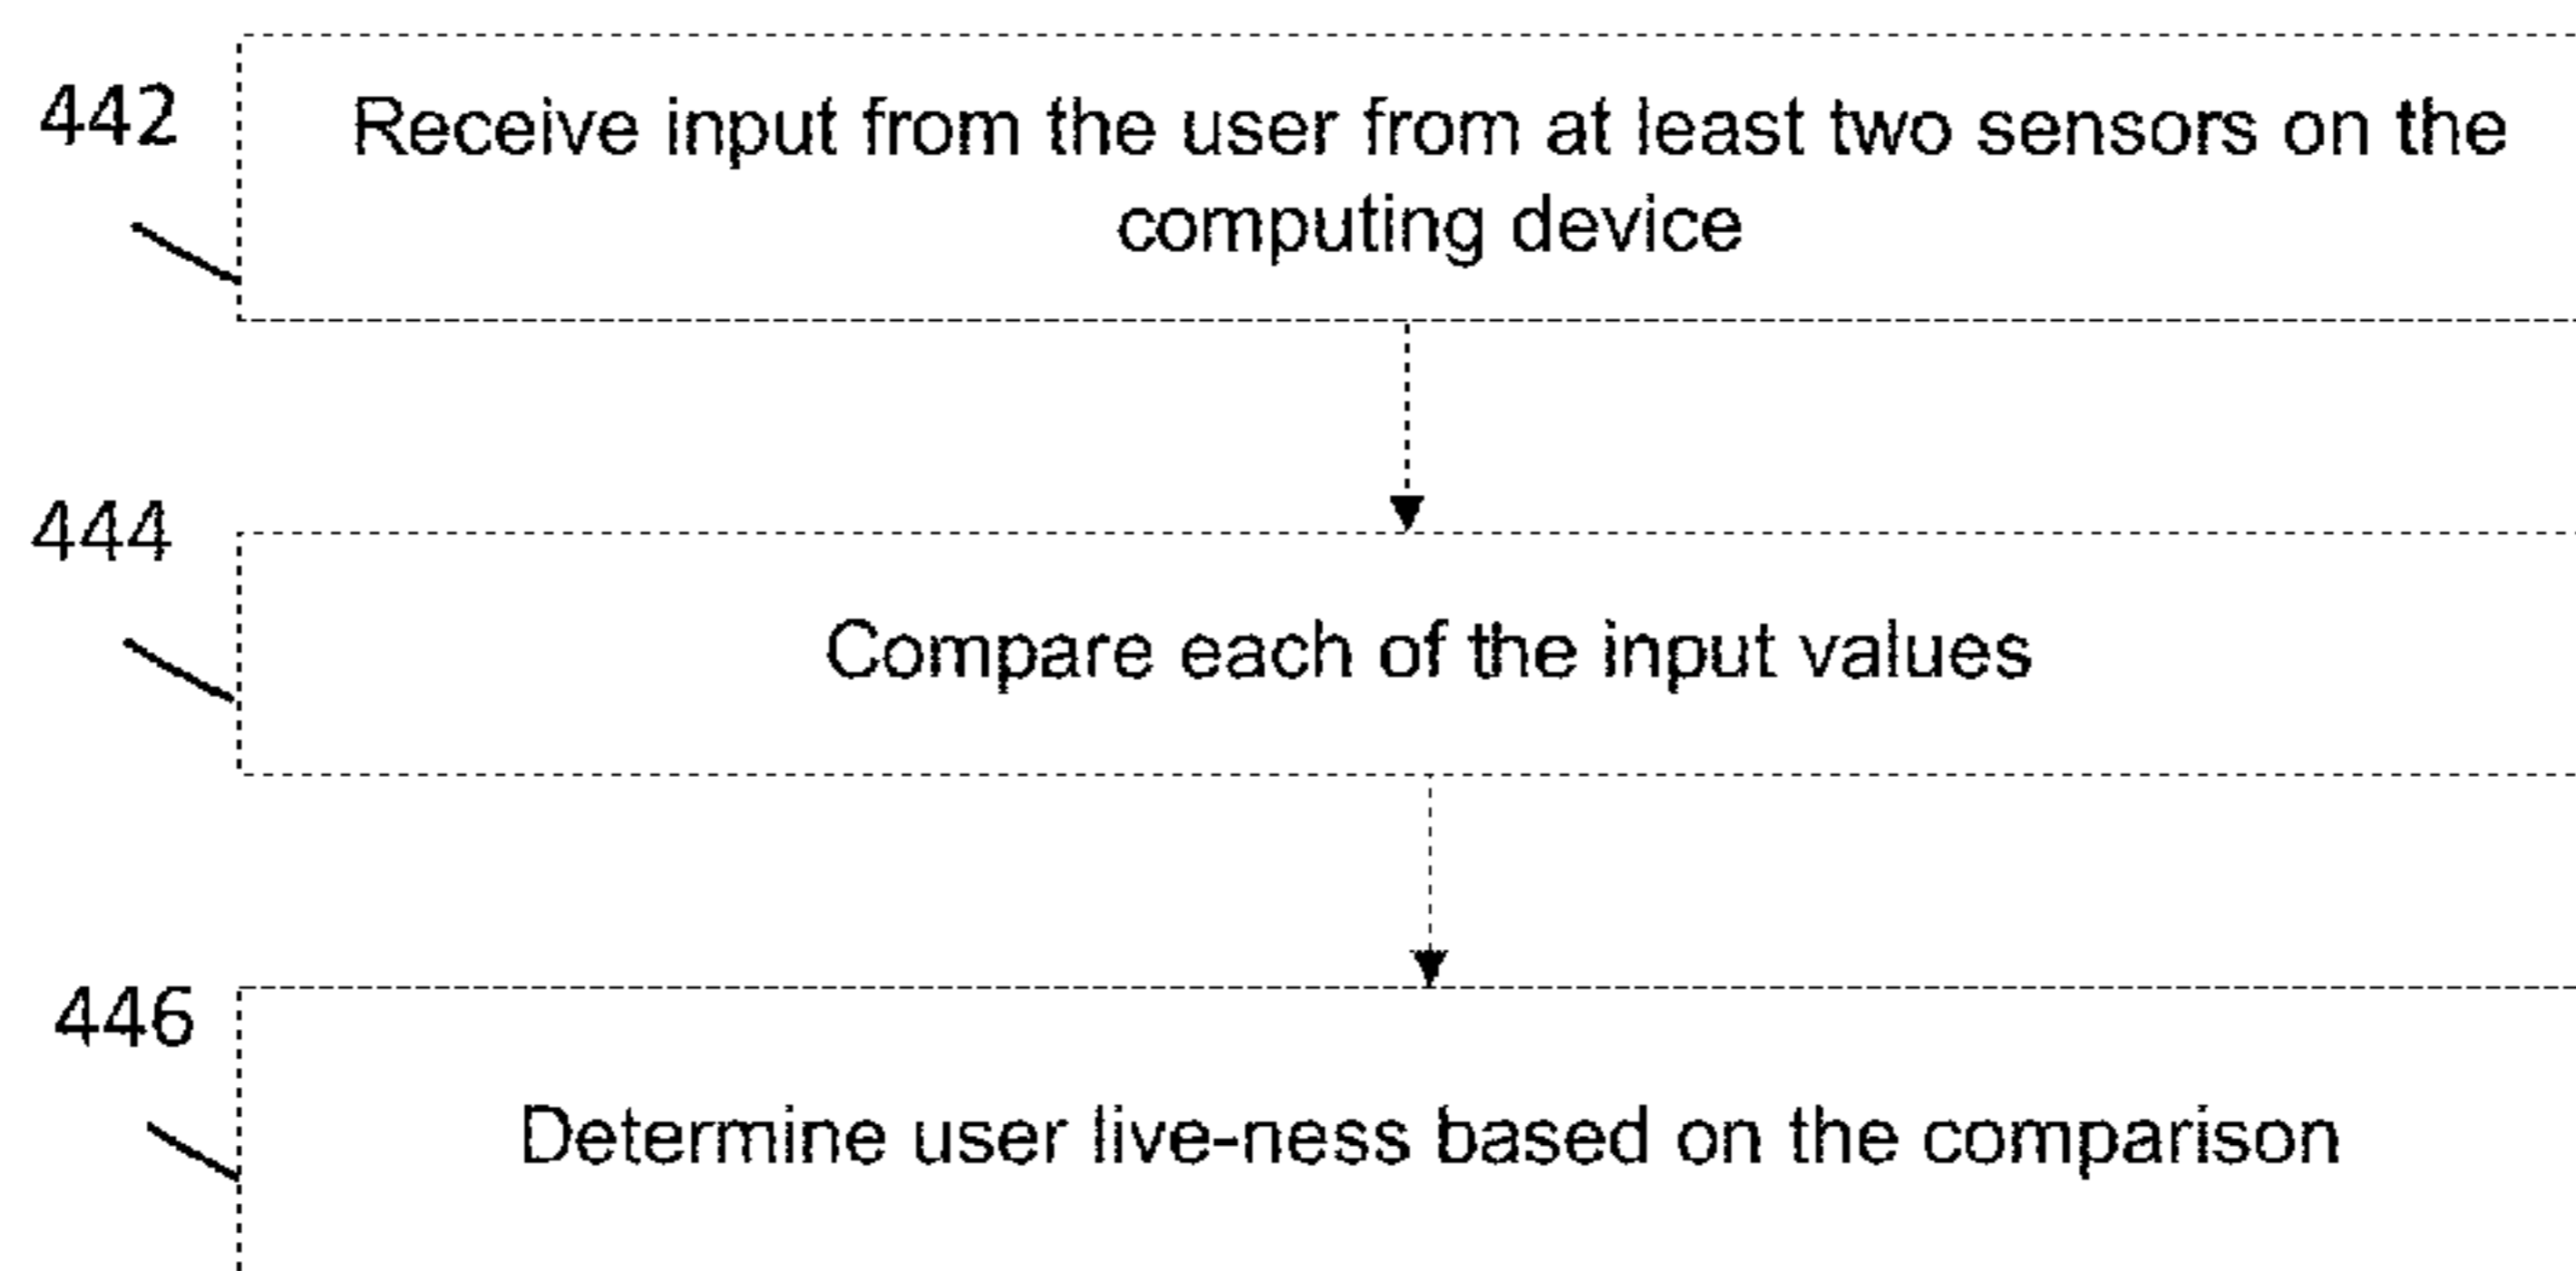 442
Receive input from the user from at least two sensors on the
computing device
444
Compare each of the input values
446
Determine user live-ness based on the comparison